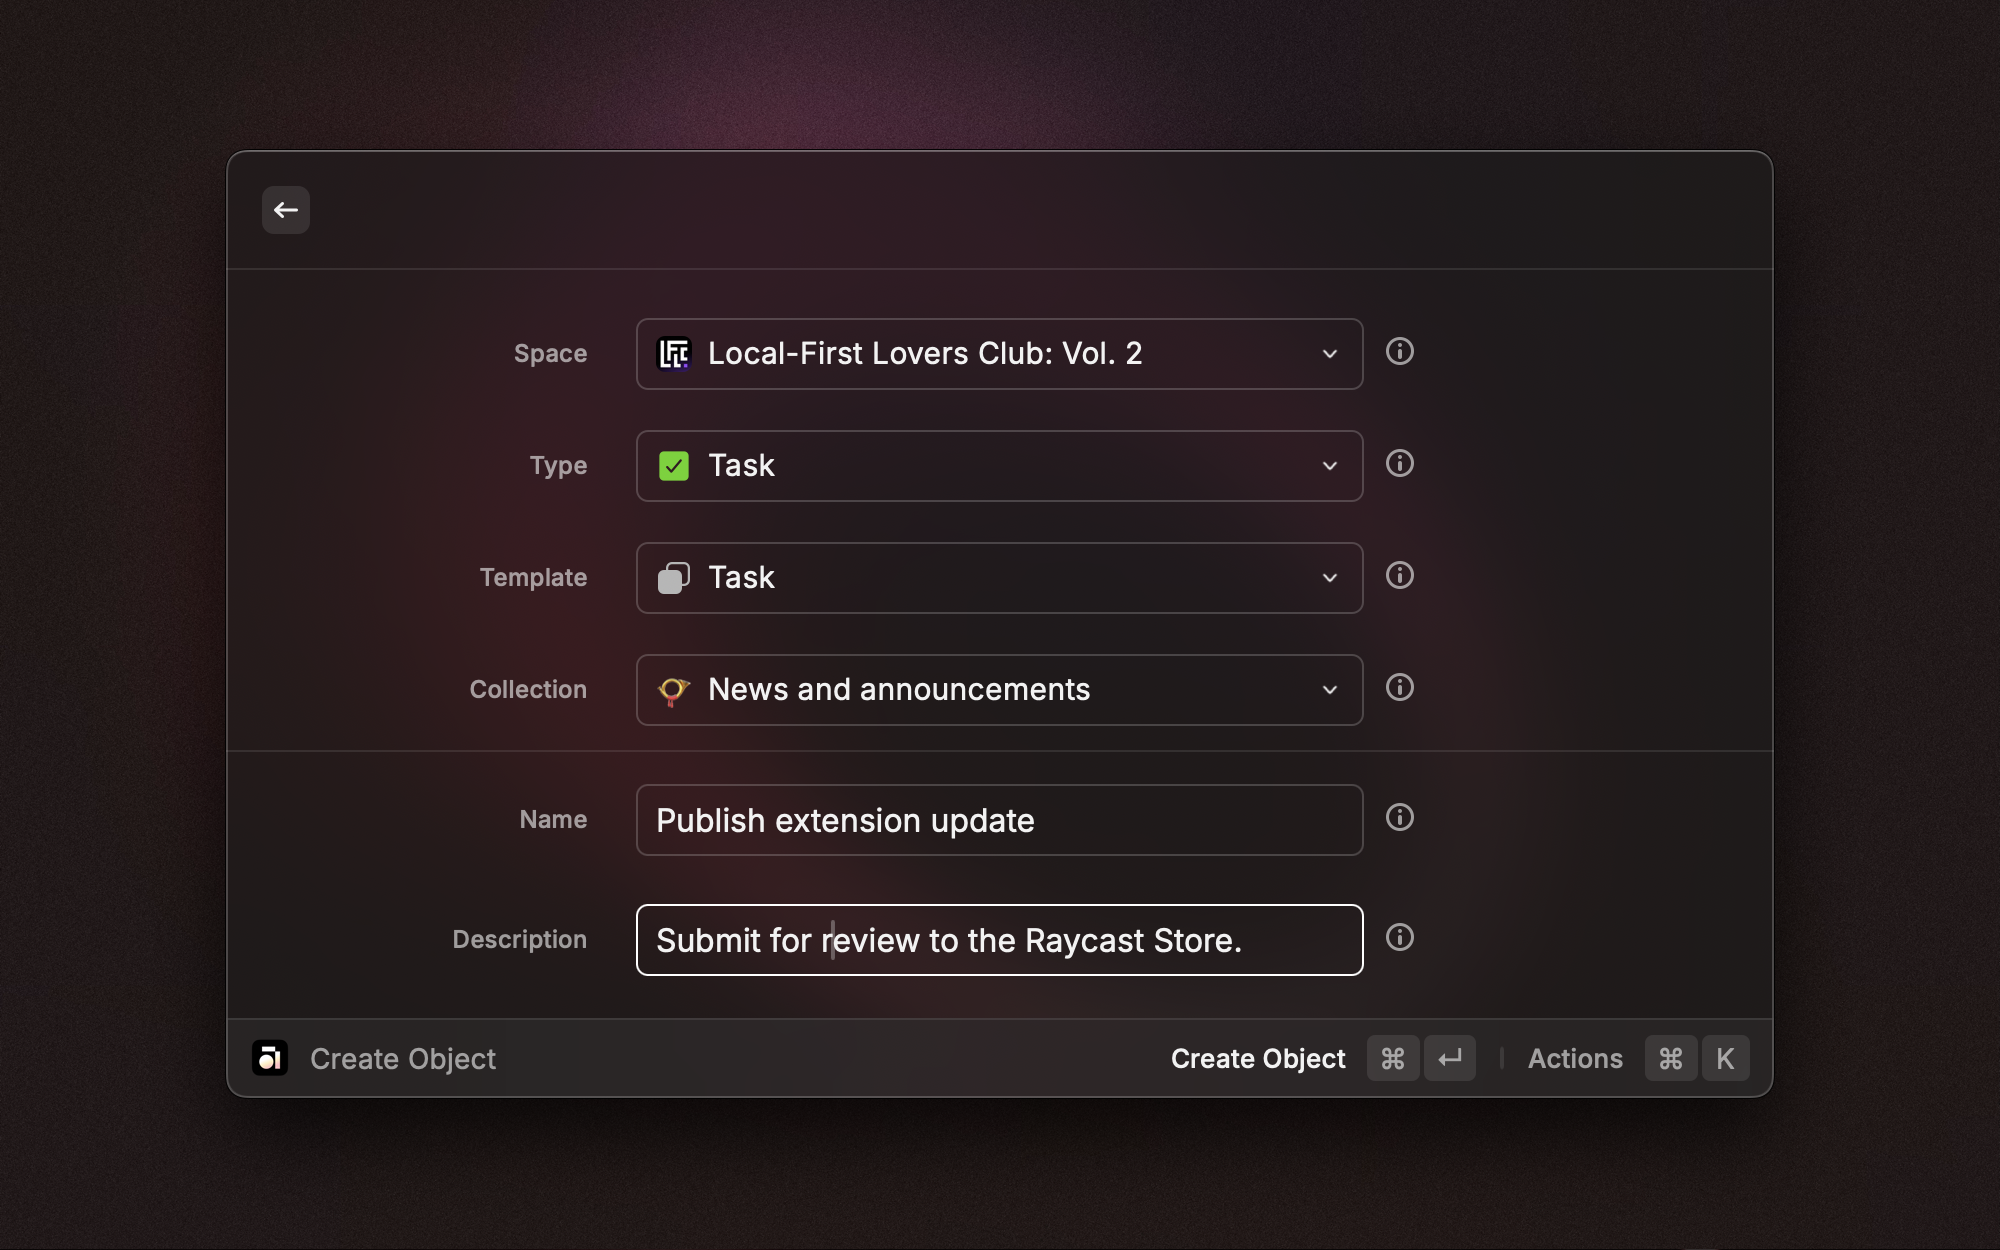 Space
Local-First Lovers Club: Vol. 2
Type
Task
Template
Task
Collection
News and announcements
Name
Publish extension update
Description
Submit for review to the Raycast Store.
Create Object
Create Object ⌘ ↵ Actions ⌘ K